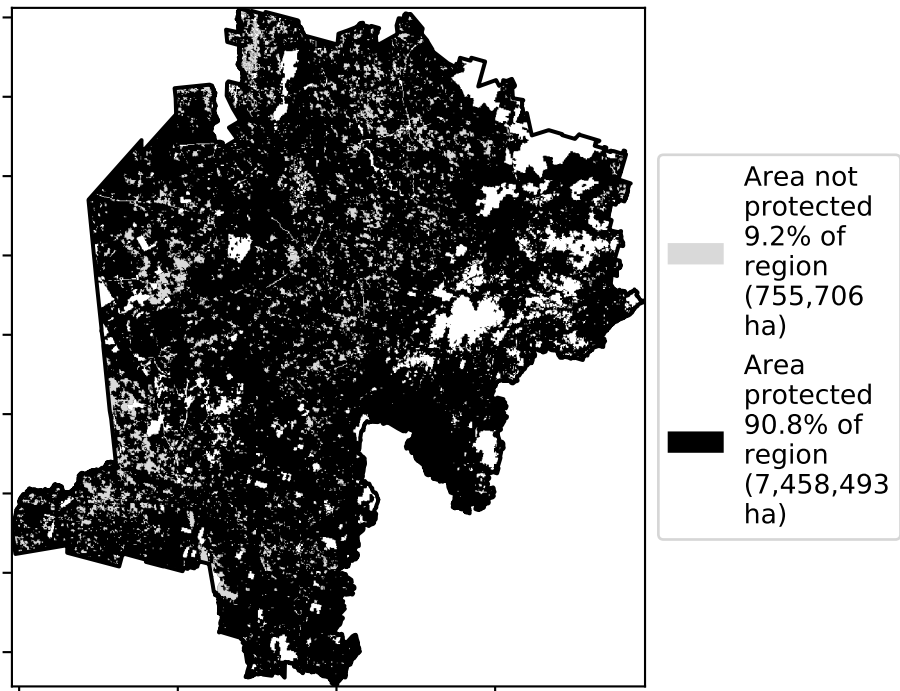 Area not
protected
9.2% of
region
(755,706
ha)
Area
protected
90.8% of
region
(7,458,493
ha)